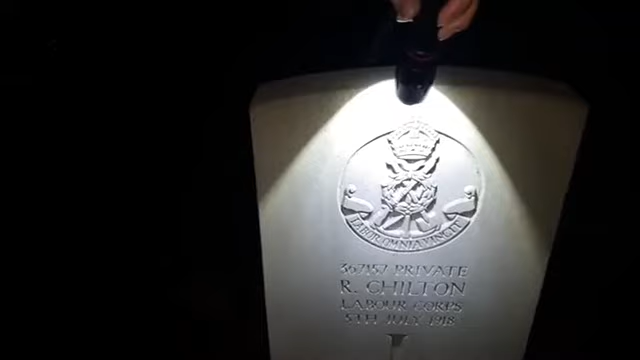 LABOR OMNIA VINCIT
367157 PRIVATE
R. CHILTON
LABOUR CORPS
5TH JULY 1918